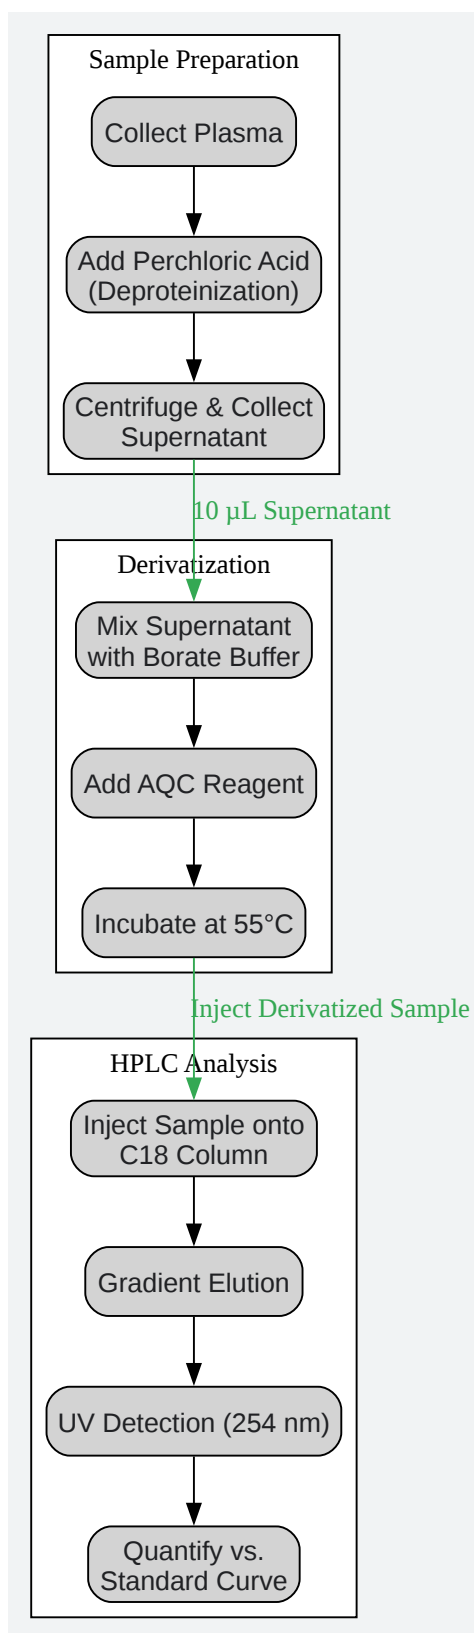 Sample Preparation
Collect Plasma
Add Perchloric Acid
(Deproteinization)
Centrifuge & Collect
Supernatant
10 µL Supernatant
Derivatization
Mix Supernatant
with Borate Buffer
Add AQC Reagent
Incubate at 55°C
Inject Derivatized Sample
HPLC Analysis
Inject Sample onto
C18 Column
Gradient Elution
UV Detection (254 nm)
Quantify vs.
Standard Curve